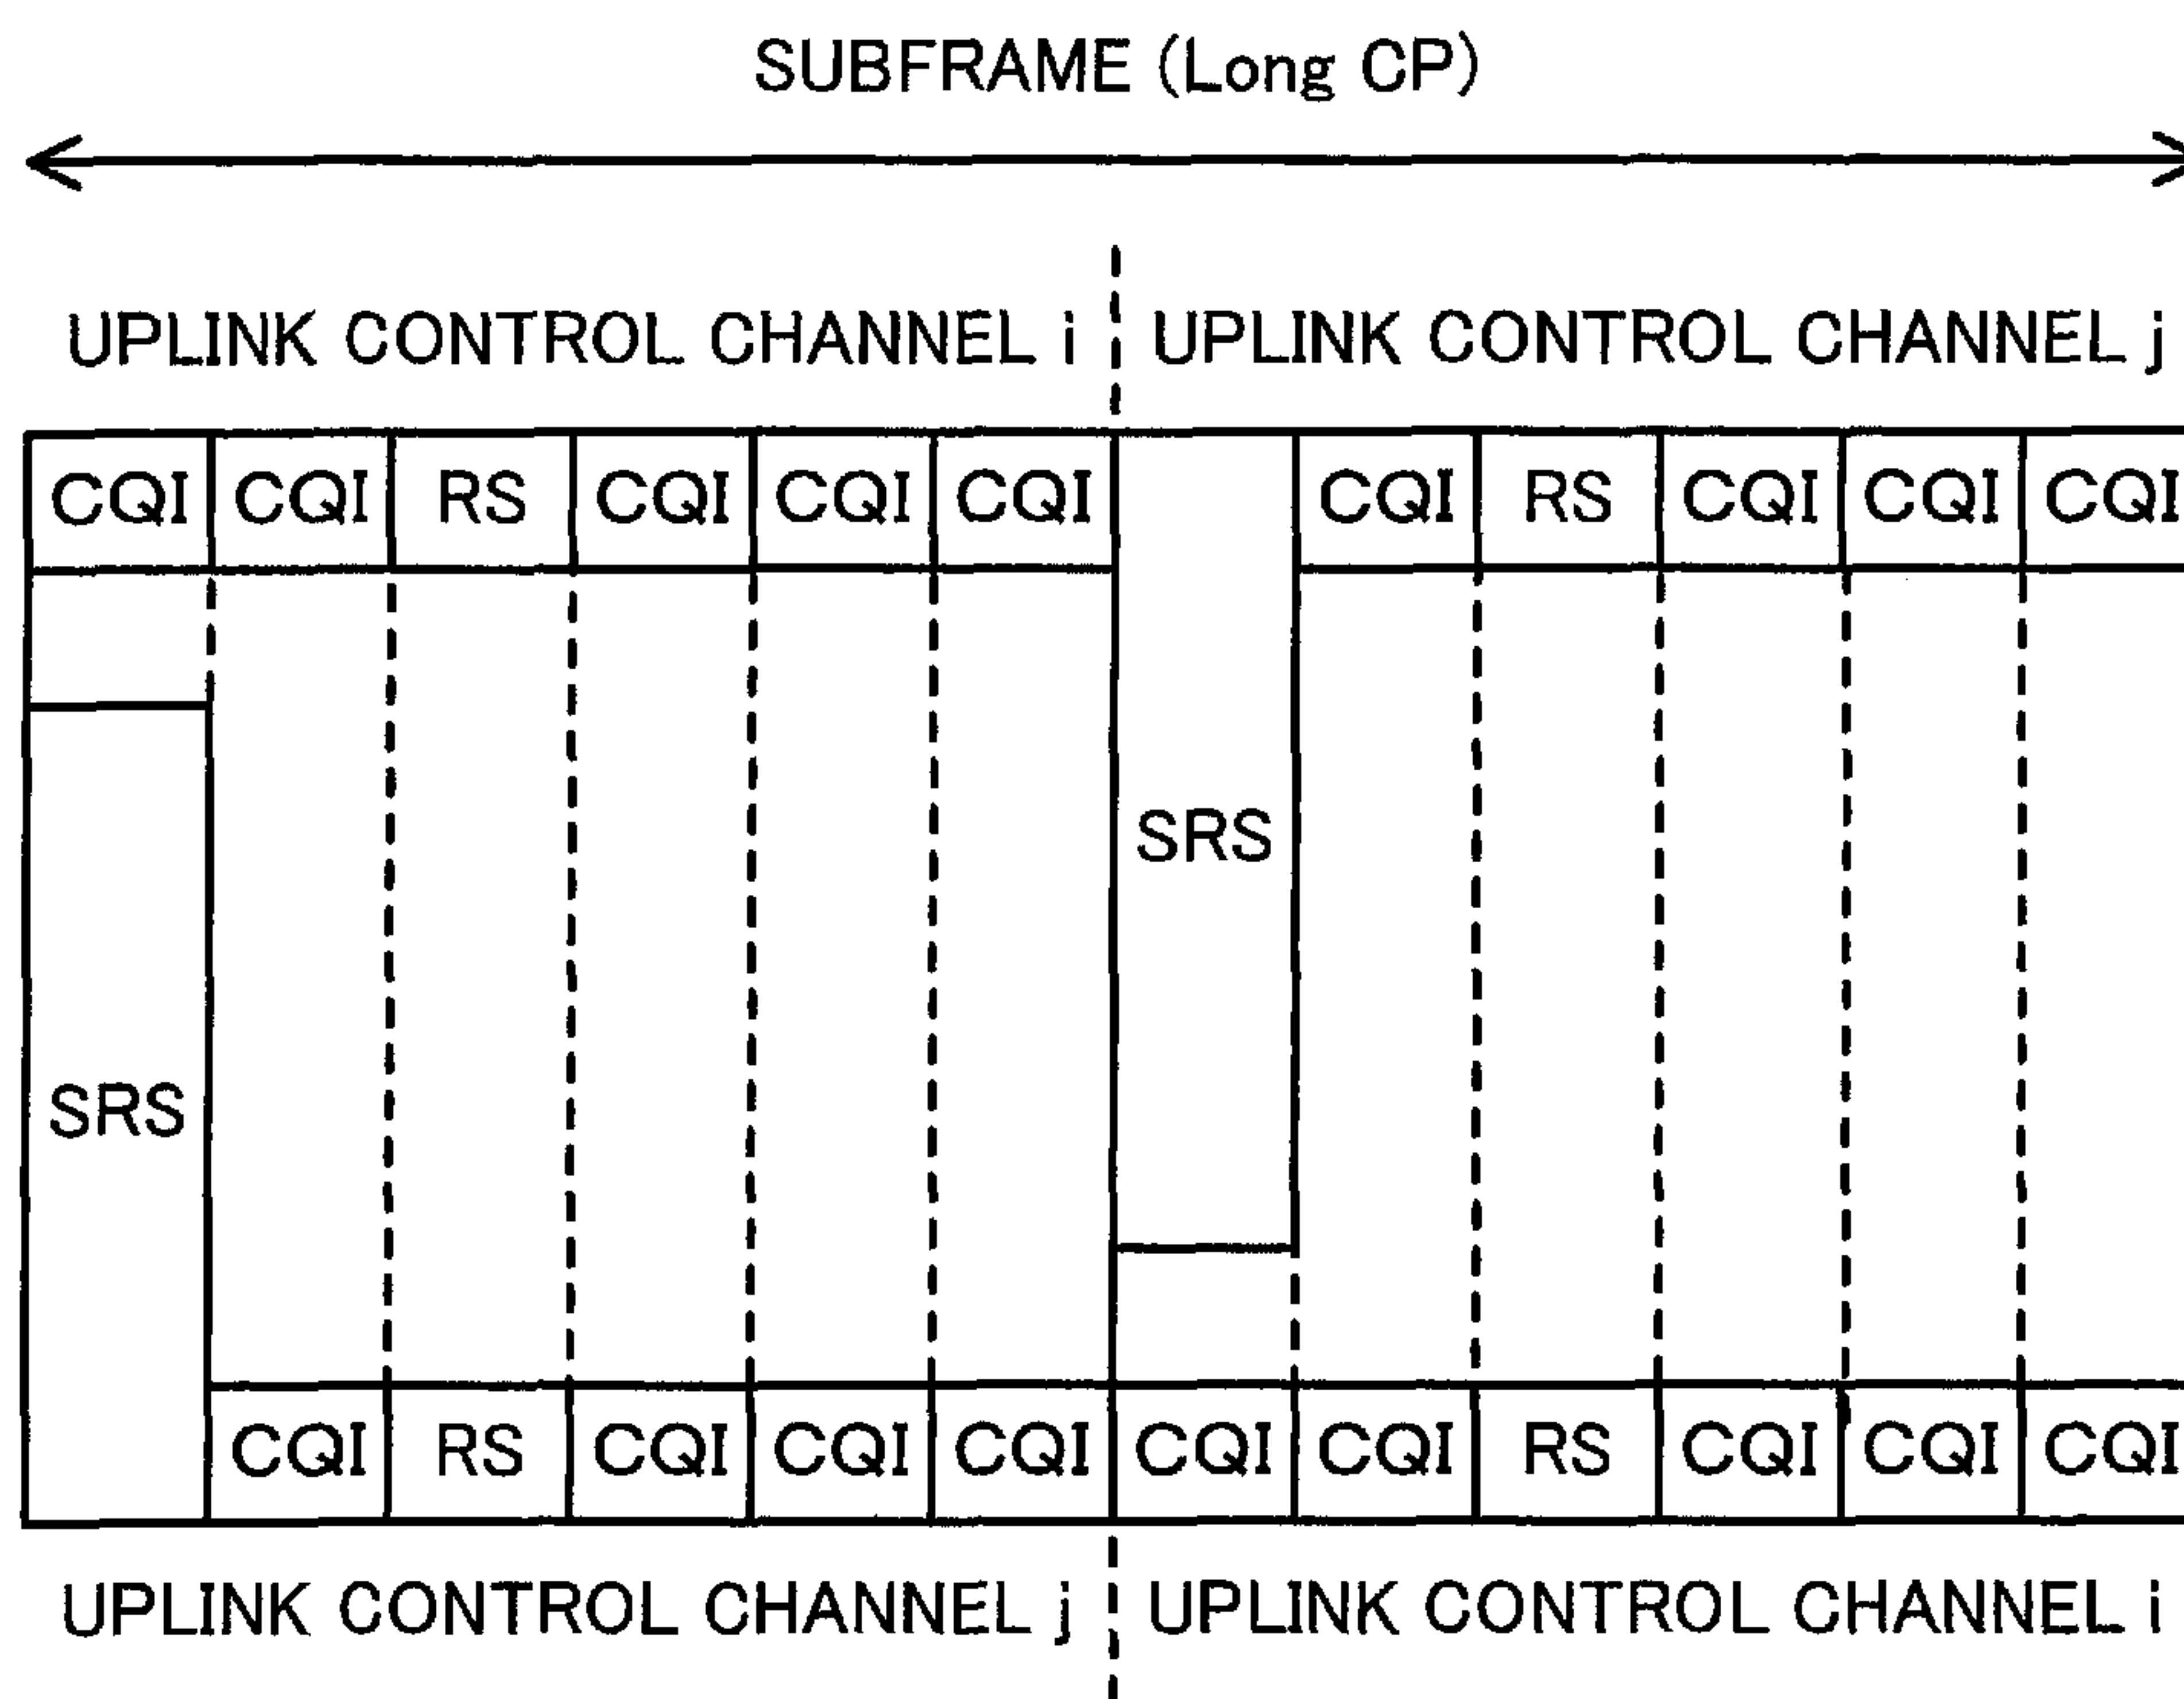 SUBFRAME (Long CP)
UPLINK CONTROL CHANNEL i UPLINK CONTROL CHANNEL j
CQI CQI RS CQI CQI CQI CQI RS CQI CQI CQI
SRS
SRS
CQI RS CQI CQI CQI CQI CQI RS CQI CQI CQI
UPLINK CONTROL CHANNEL j UPLINK CONTROL CHANNEL i